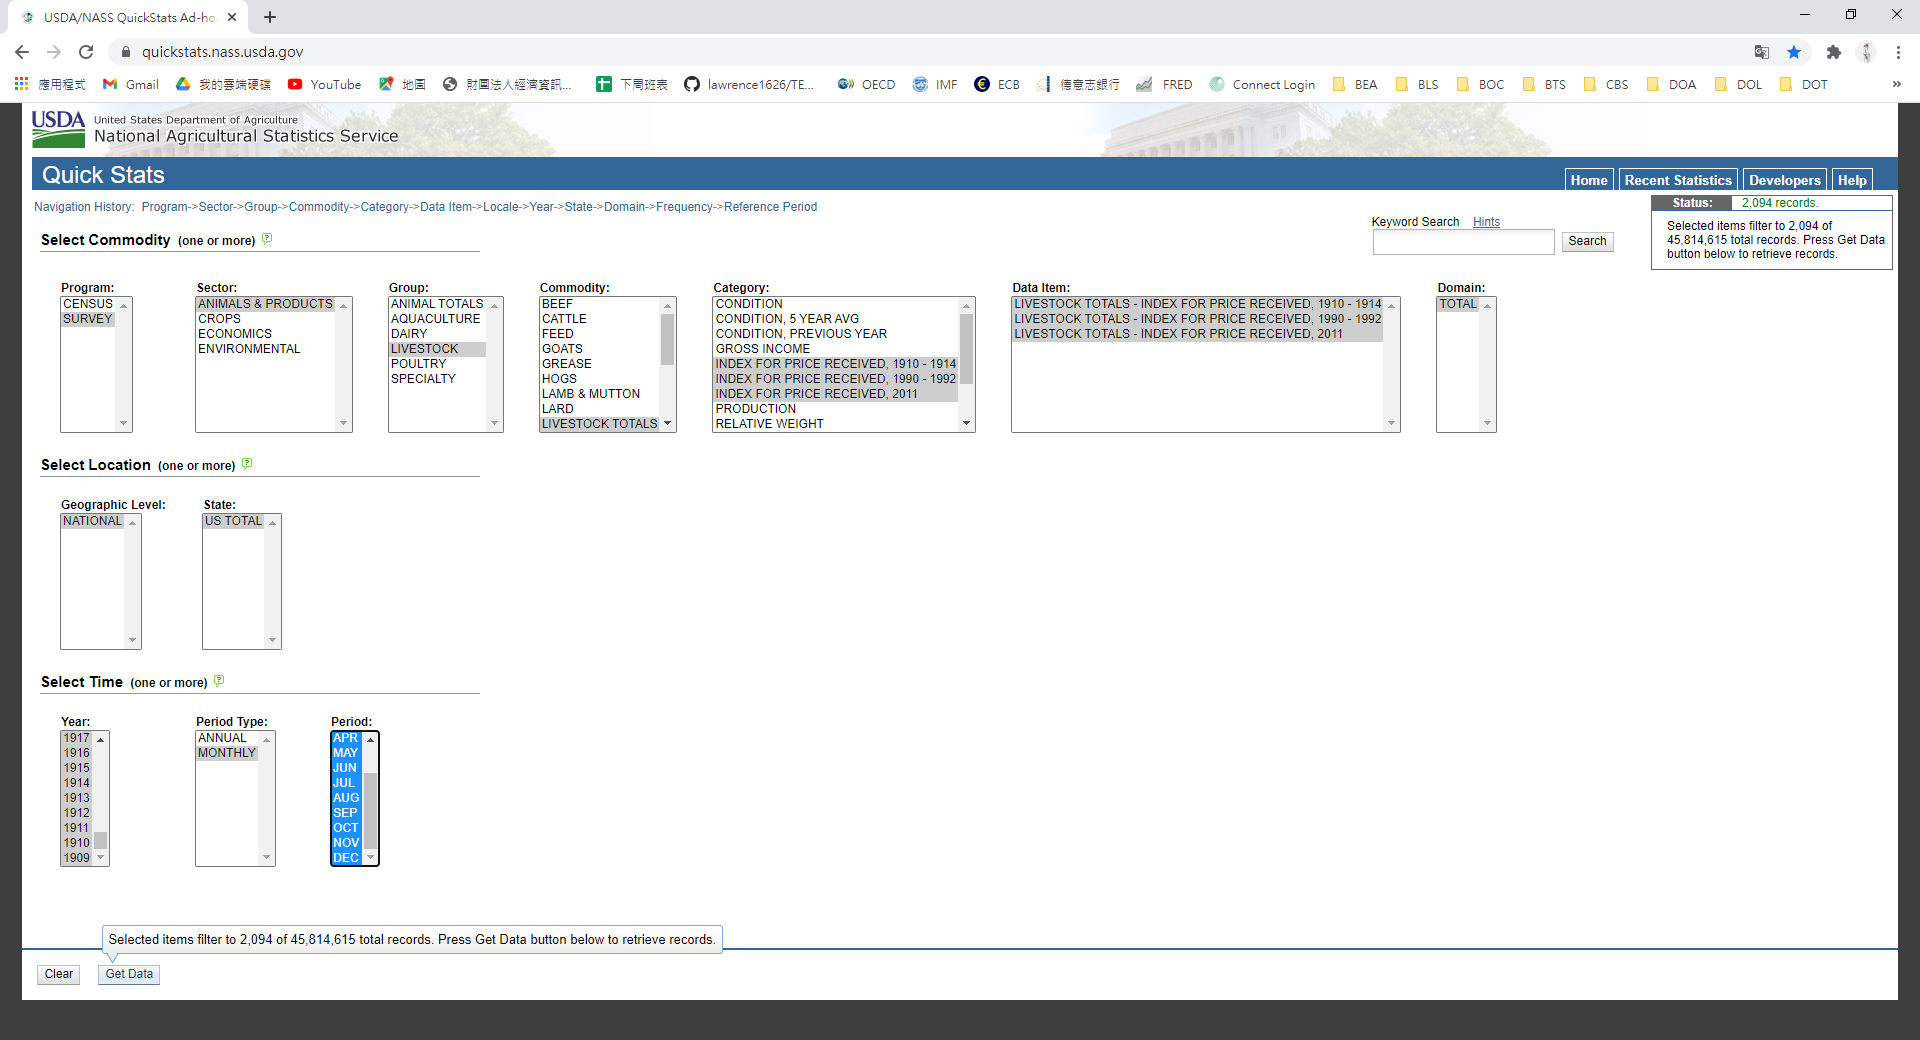 USDA/NASS QuickStats Ad-ho
quickstats.nass.usda.gov
應用程式 Gmail 我的雲端硬碟 YouTube 地圖 財團法人經濟資訊... 下周班表 lawrence1626/TE... OECD IMF ECB 德意志銀行 FRED Connect Login BEA BLS BOC BTS CBS DOA DOL DOT »
USDA United States Department of Agriculture
National Agricultural Statistics Service
Quick Stats
Home Recent Statistics Developers Help
Navigation History: Program->Sector->Group->Commodity->Category->Data Item->Locale->Year->State->Domain->Frequency->Reference Period
Status: 2,094 records.
Selected items filter to 2,094 of
45,814,615 total records. Press Get Data
button below to retrieve records.
Keyword Search Hints
Search
Select Commodity (one or more)
Program:
CENSUS
SURVEY
Sector:
ANIMALS & PRODUCTS
CROPS
ECONOMICS
ENVIRONMENTAL
Group:
ANIMAL TOTALS
AQUACULTURE
DAIRY
LIVESTOCK
POULTRY
SPECIALTY
Commodity:
BEEF
CATTLE
FEED
GOATS
GREASE
HOGS
LAMB & MUTTON
LARD
LIVESTOCK TOTALS
Category:
CONDITION
CONDITION, 5 YEAR AVG
CONDITION, PREVIOUS YEAR
GROSS INCOME
INDEX FOR PRICE RECEIVED, 1910 - 1914
INDEX FOR PRICE RECEIVED, 1990 - 1992
INDEX FOR PRICE RECEIVED, 2011
PRODUCTION
RELATIVE WEIGHT
Data Item:
LIVESTOCK TOTALS - INDEX FOR PRICE RECEIVED, 1910 - 1914
LIVESTOCK TOTALS - INDEX FOR PRICE RECEIVED, 1990 - 1992
LIVESTOCK TOTALS - INDEX FOR PRICE RECEIVED, 2011
Domain:
TOTAL
Select Location (one or more)
Geographic Level:
NATIONAL
State:
US TOTAL
Select Time (one or more)
Year:
1917
1916
1915
1914
1913
1912
1911
1910
1909
Period Type:
ANNUAL
MONTHLY
Period:
APR
MAY
JUN
JUL
AUG
SEP
OCT
NOV
DEC
Selected items filter to 2,094 of 45,814,615 total records. Press Get Data button below to retrieve records.
Clear Get Data